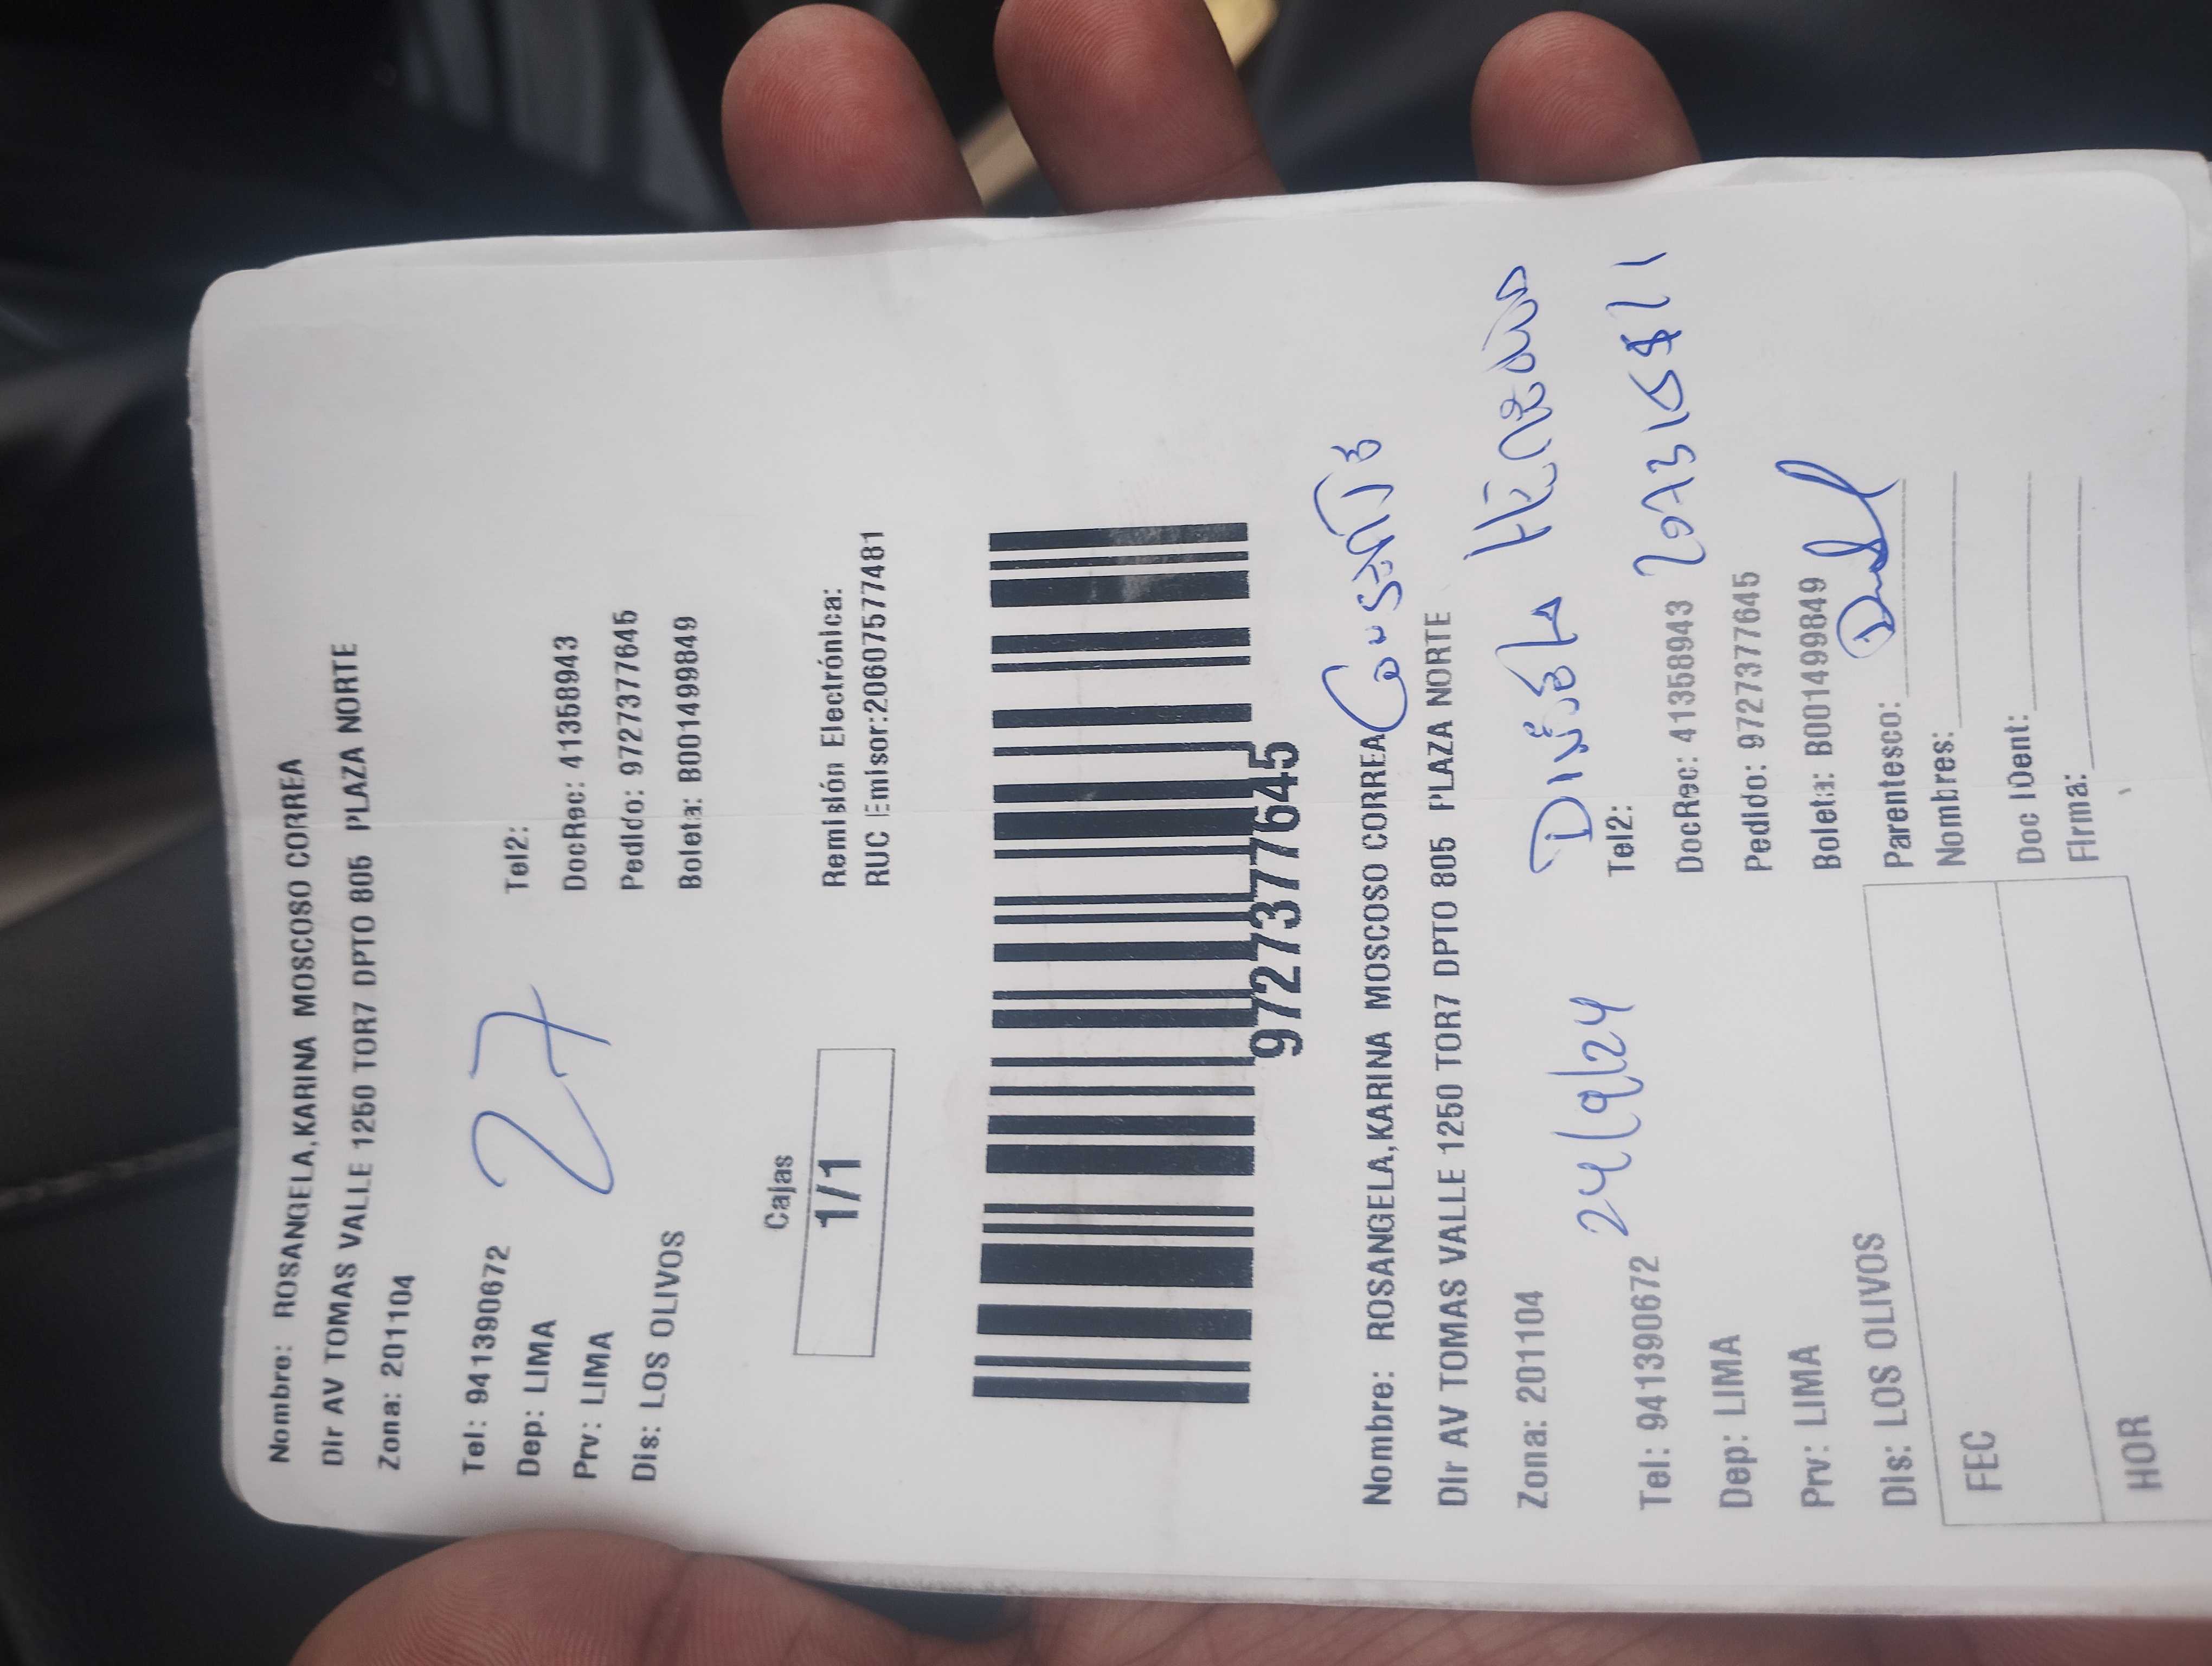 Nombre: ROSANGELA,KARINA MOSCOSO CORREA
Dir AV TOMAS VALLE 1250 TOR7 DPTO 805 PLAZA NORTE
Zona: 201104
Tel: 941390672 Tel2:
27
Dep: LIMA DocRec: 41358943
Prv: LIMA Pedido: 9727377645
Dis: LOS OLIVOS Boleta: B001499849
Cajas
1/1
Remisión Electrónica:
RUC Emisor:20607577481
9727377645
Nombre: ROSANGELA,KARINA MOSCOSO CORREA
Dir AV TOMAS VALLE 1250 TOR7 DPTO 805 PLAZA NORTE
Zona: 201104
24/9/24
Tel: 941390672 Tel2:
Dep: LIMA DocRec: 41358943
Prv: LIMA Pedido: 9727377645
Dis: LOS OLIVOS Boleta: B001499849
Parentesco:
Nombres:
Doc IDent:
Firma:
FEC
HOR